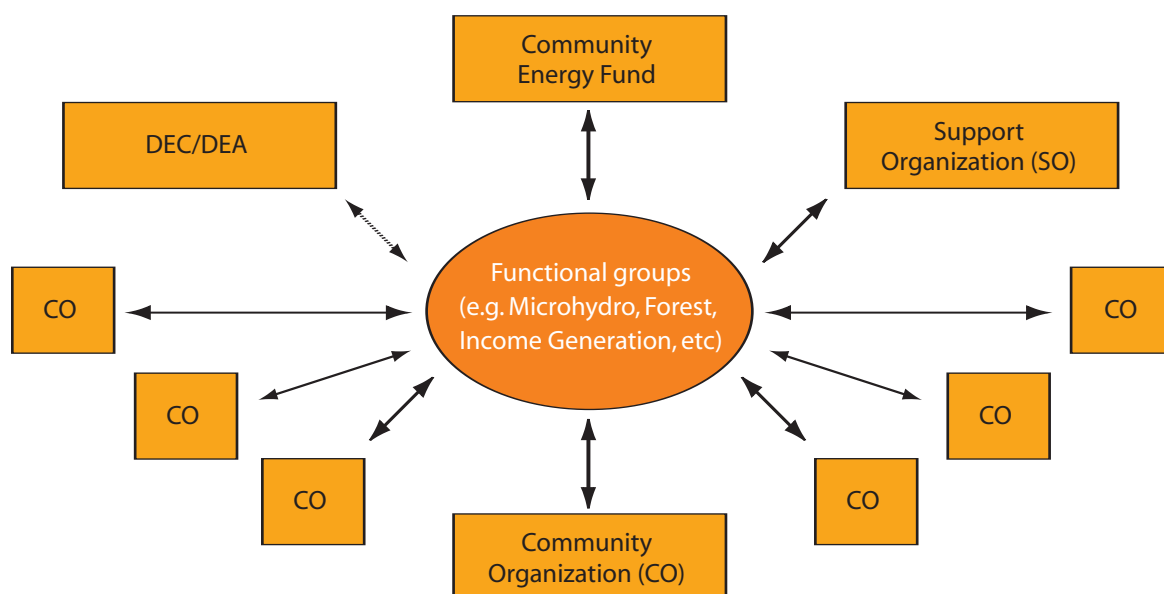 Community
Energy Fund
DEC/DEA
Support
Organization (SO)
Functional groups
(e.g. Microhydro, Forest,
Income Generation, etc)
CO
CO
CO
CO
CO
CO
Community
Organization (CO)